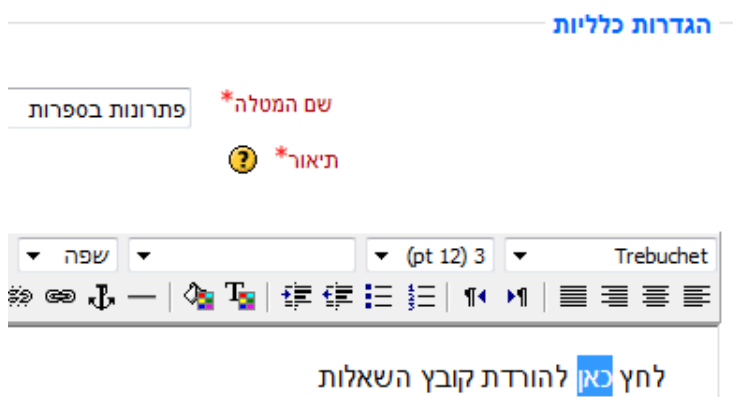 הגדרות כלליות
שם המטלה* פתרונות בספרות
תיאור* ?
Trebuchet 3 (12 pt) שפה
לחץ כאן להורדת קובץ השאלות